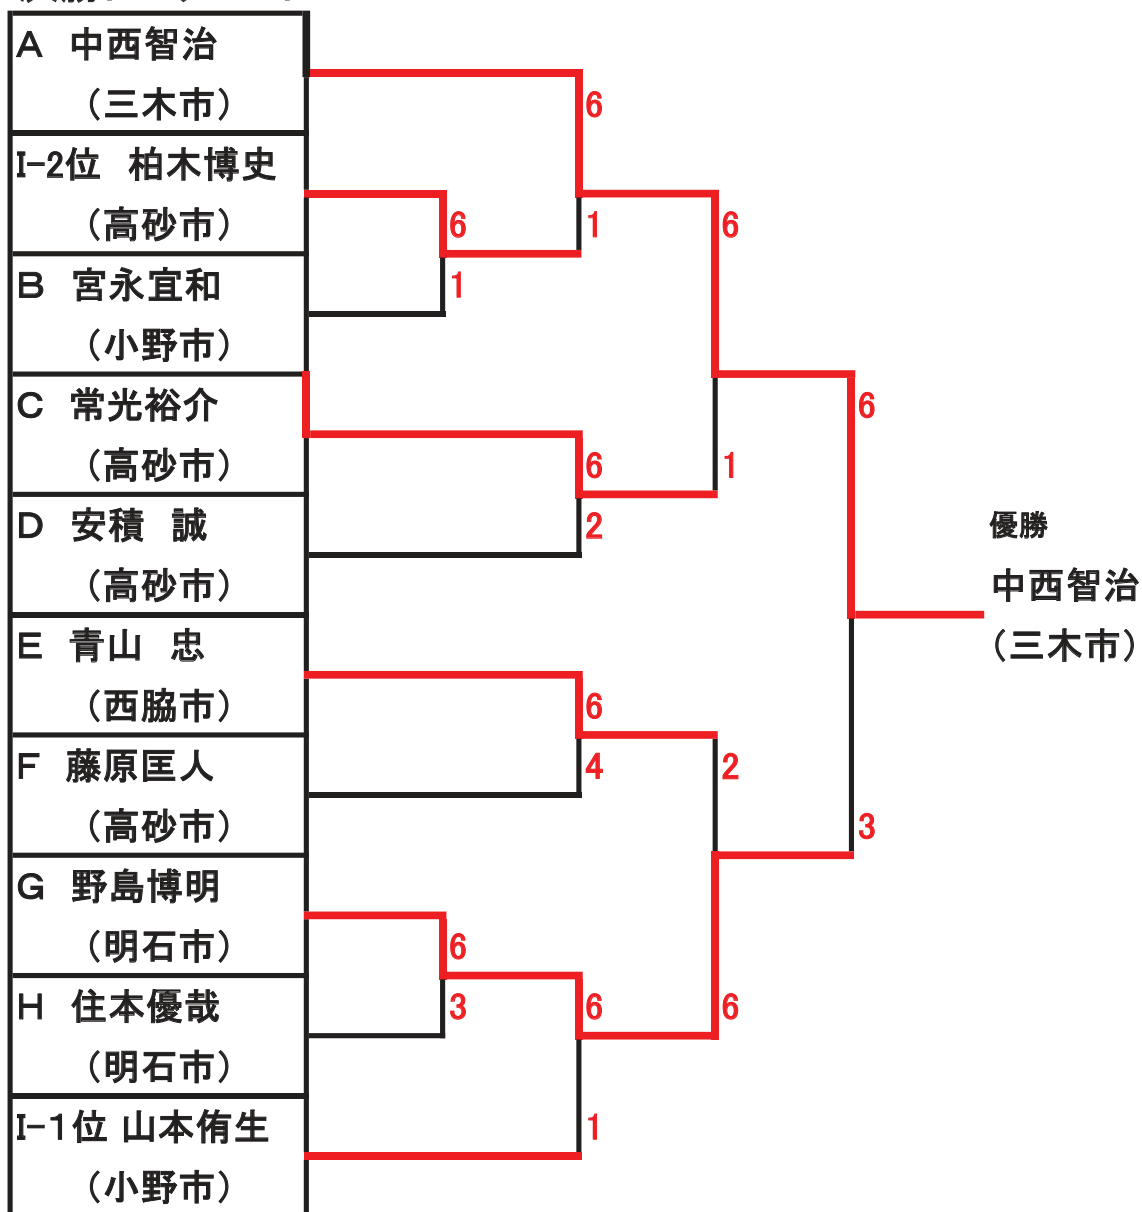 A 中西智治
（三木市）
I-2位 柏木博史
（高砂市）
B 宮永宜和
（小野市）
C 常光裕介
（高砂市）
D 安積 誠
（高砂市）
E 青山 忠
（西脇市）
F 藤原匡人
（高砂市）
G 野島博明
（明石市）
H 住本優哉
（明石市）
I-1位 山本侑生
（小野市）
6
1
6
3
6
1
6
2
6
4
6
1
6
1
2
6
6
3
優勝
中西智治
（三木市）